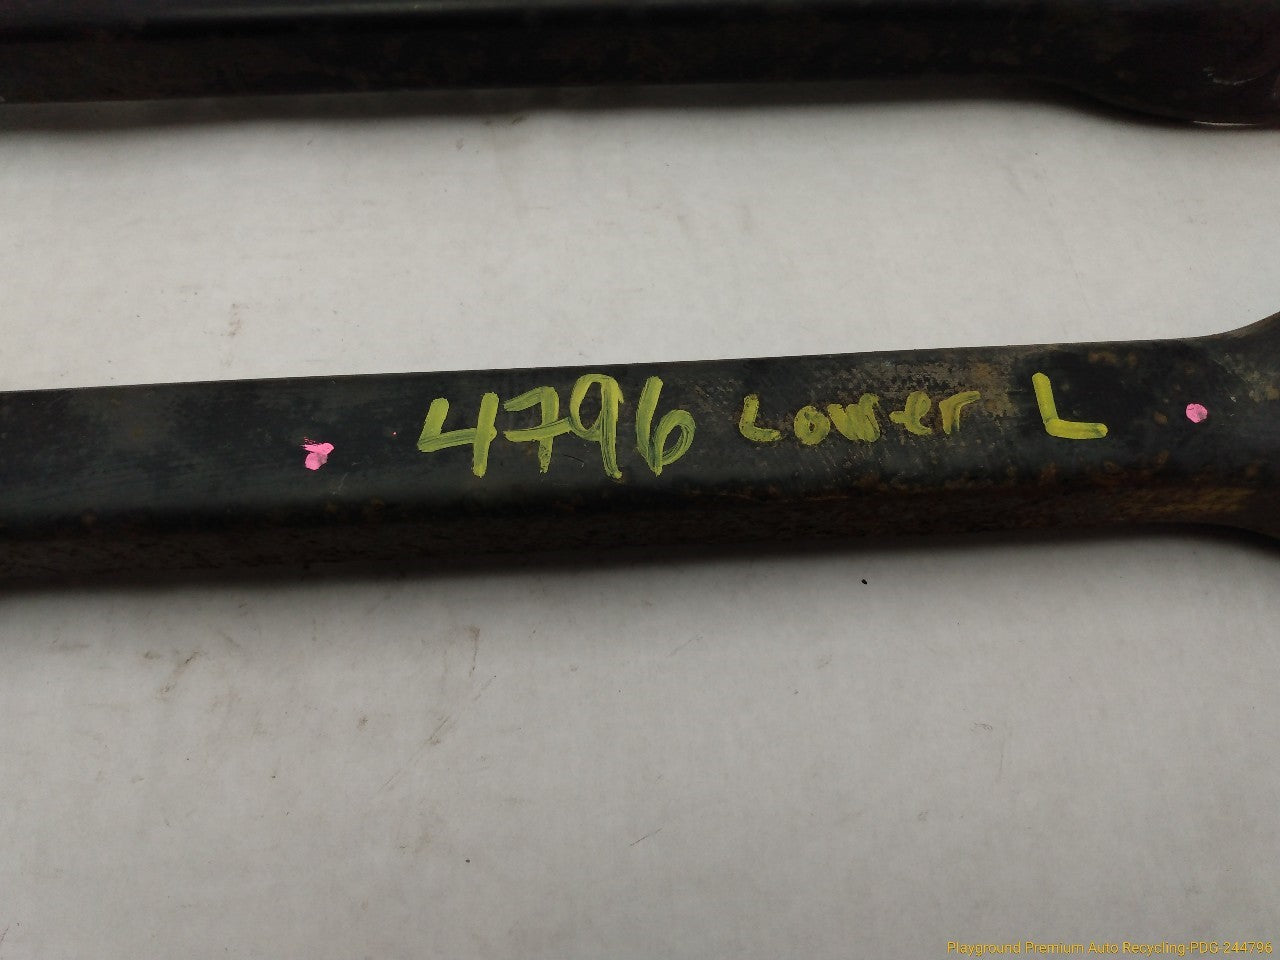 4796 Lower L
Playground Premium Auto Recycling-PDG-244796